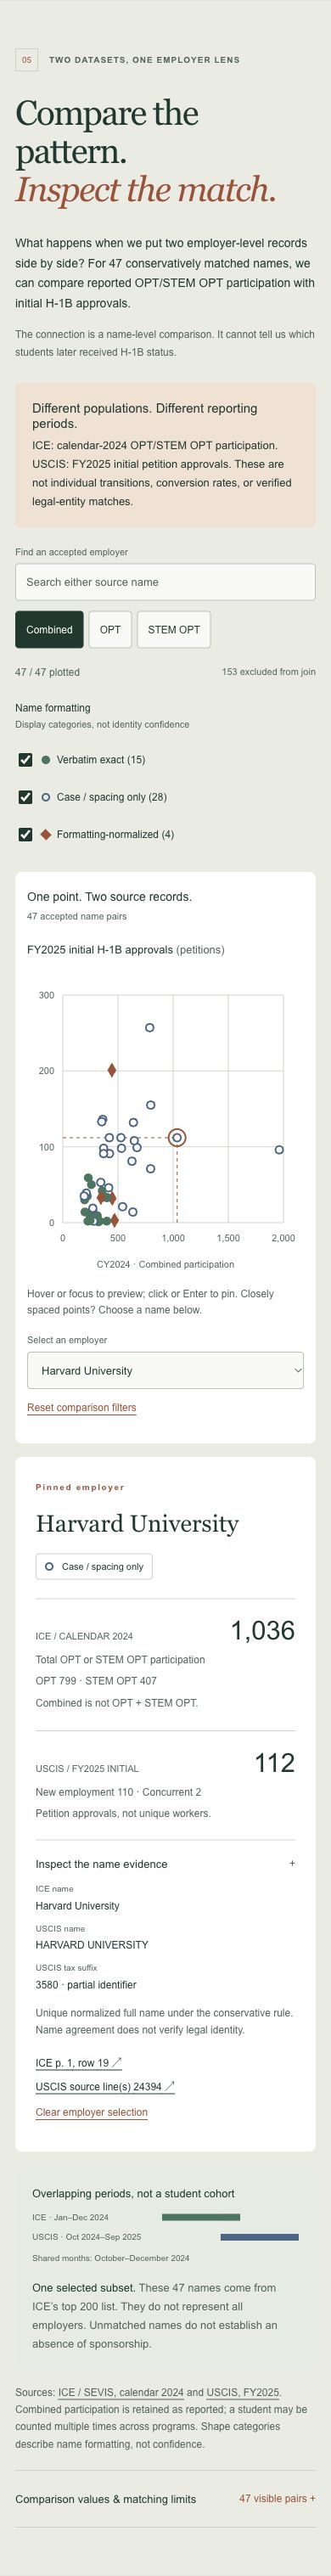 05 TWO DATASETS, ONE EMPLOYER LENS
Compare the
pattern.
Inspect the match.
What happens when we put two employer-level records
side by side? For 47 conservatively matched names, we
can compare reported OPT/STEM OPT participation with
initial H-1B approvals.
The connection is a name-level comparison. It cannot tell us which
students later received H-1B status.
Different populations. Different reporting
periods.
ICE: calendar-2024 OPT/STEM OPT participation.
USCIS: FY2025 initial petition approvals. These are
not individual transitions, conversion rates, or verified
legal-entity matches.
Find an accepted employer
Search either source name
Combined OPT STEM OPT
47 / 47 plotted 153 excluded from join
Name formatting
Display categories, not identity confidence
Verbatim exact (15)
Case / spacing only (28)
Formatting-normalized (4)
One point. Two source records.
47 accepted name pairs
FY2025 initial H-1B approvals (petitions)
300
200
100
0
0 500 1,000 1,500 2,000
CY2024 · Combined participation
Hover or focus to preview; click or Enter to pin. Closely
spaced points? Choose a name below.
Select an employer
Harvard University
Reset comparison filters
Pinned employer
Harvard University
Case / spacing only
ICE / CALENDAR 2024 1,036
Total OPT or STEM OPT participation
OPT 799 · STEM OPT 407
Combined is not OPT + STEM OPT.
USCIS / FY2025 INITIAL 112
New employment 110 · Concurrent 2
Petition approvals, not unique workers.
Inspect the name evidence +
ICE name
Harvard University
USCIS name
HARVARD UNIVERSITY
USCIS tax suffix
3580 · partial identifier
Unique normalized full name under the conservative rule.
Name agreement does not verify legal identity.
ICE p. 1, row 19 ↗
USCIS source line(s) 24394 ↗
Clear employer selection
Overlapping periods, not a student cohort
ICE · Jan–Dec 2024
USCIS · Oct 2024–Sep 2025
Shared months: October–December 2024
One selected subset. These 47 names come from
ICE's top 200 list. They do not represent all
employers. Unmatched names do not establish an
absence of sponsorship.
Sources: ICE / SEVIS, calendar 2024 and USCIS, FY2025.
Combined participation is retained as reported; a student may be
counted multiple times across programs. Shape categories
describe name formatting, not confidence.
Comparison values & matching limits 47 visible pairs +